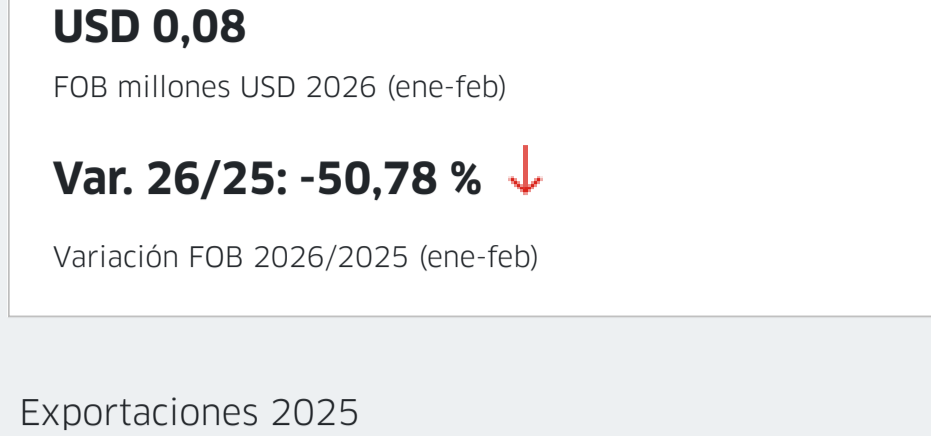 USD 0,08
FOB millones USD 2026 (ene-feb)
Var. 26/25: -50,78 %
Variación FOB 2026/2025 (ene-feb)
Exportaciones 2025